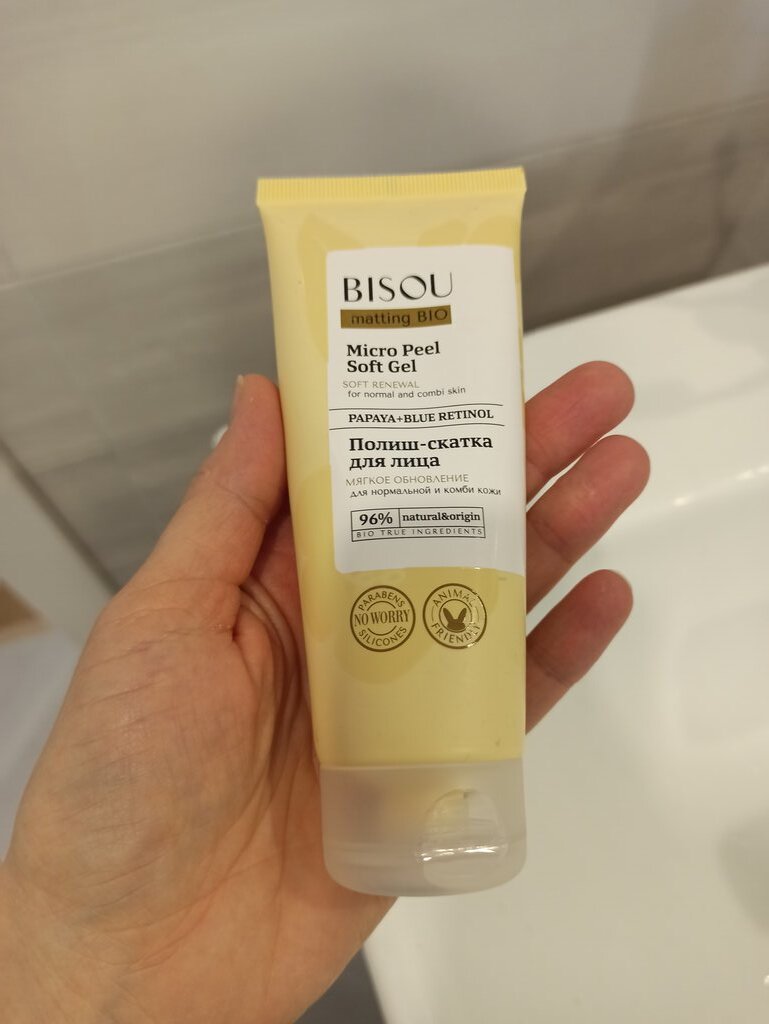 BISOU
matting BIO
Micro Peel
Soft Gel
SOFT RENEWAL
for normal and combi skin
PAPAYA+BLUE RETINOL
Полиш-скатка
для лица
МЯГКОЕ ОБНОВЛЕНИЕ
для нормальной и комби кожи
96% natural&origin
BIO TRUE INGREDIENTS
PARABENS
NO WORRY
SILICONES
ANIMAL
FRIENDLY